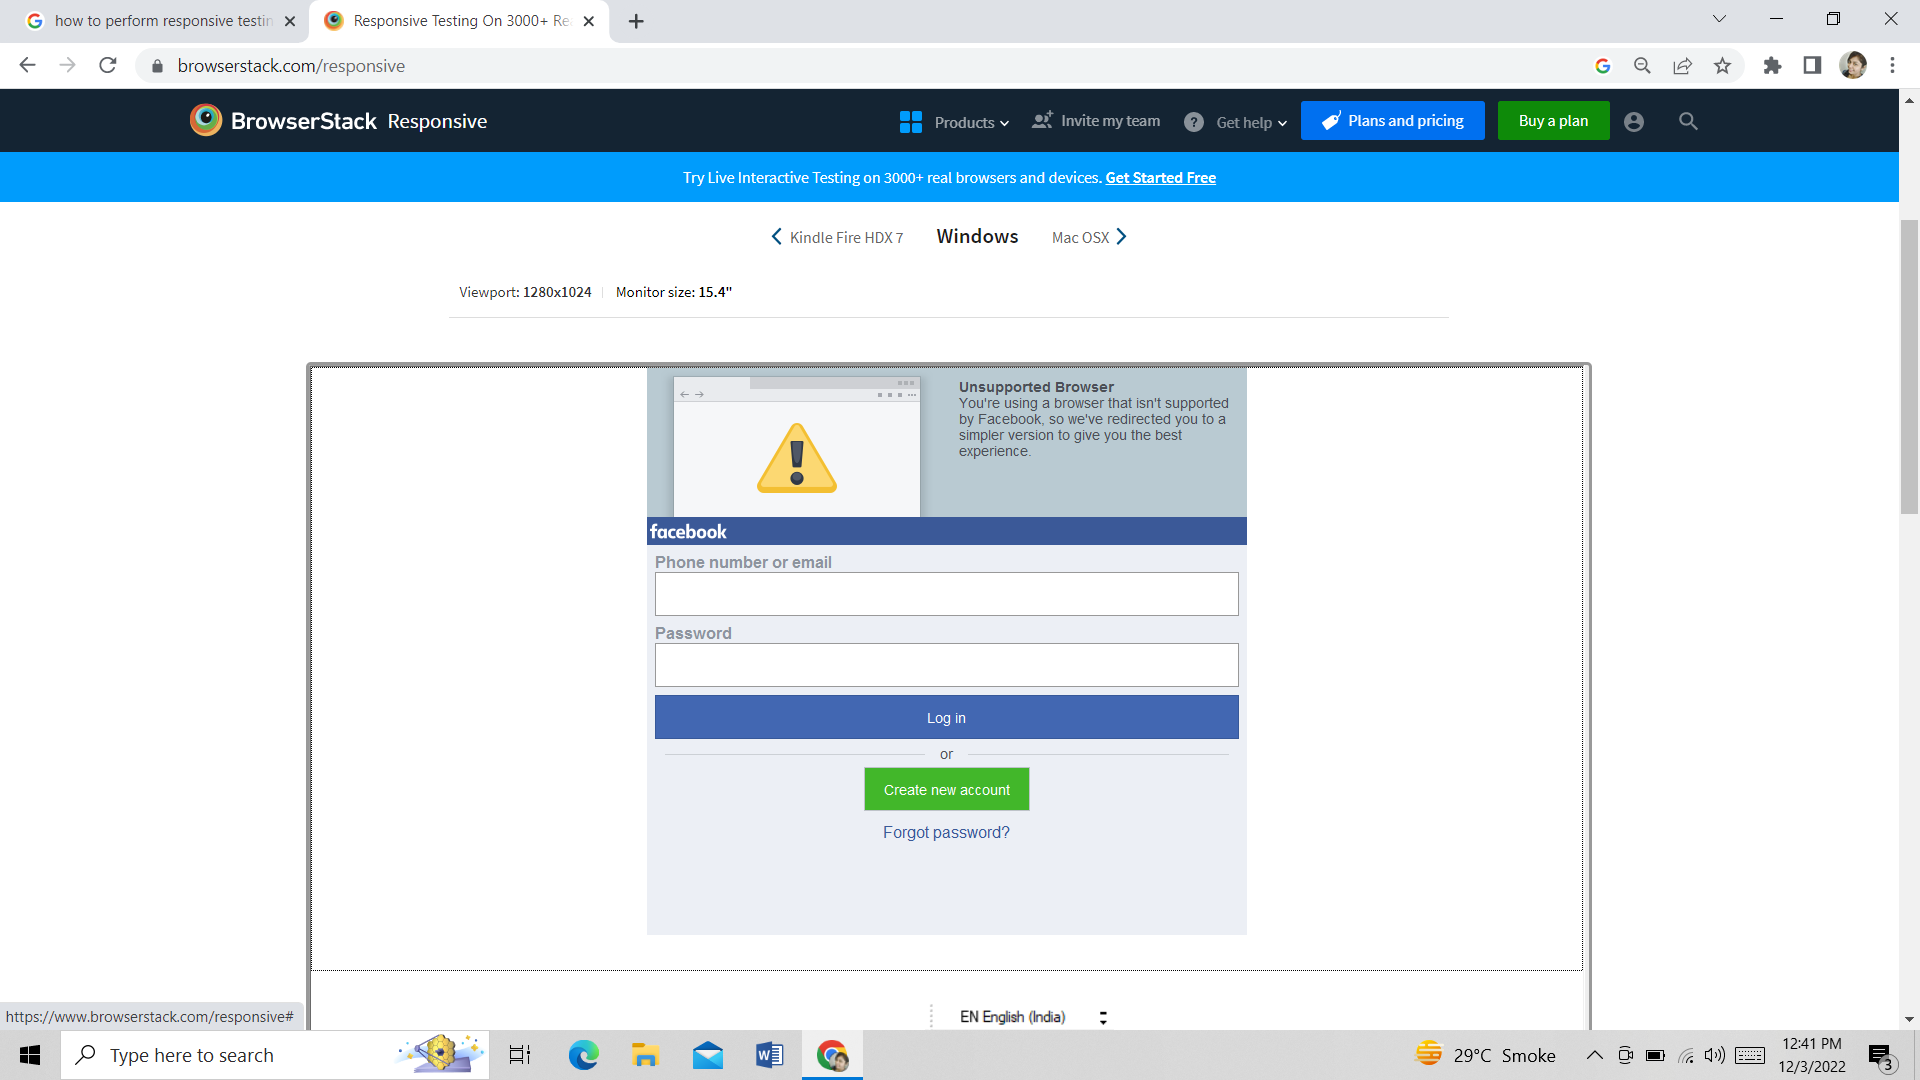 how to perform responsive testin
Responsive Testing On 3000+ Re
browserstack.com/responsive
BrowserStack Responsive
Products
Invite my team
? Get help
Plans and pricing
Buy a plan
Try Live Interactive Testing on 3000+ real browsers and devices. Get Started Free
Kindle Fire HDX 7
Windows
Mac OSX
Viewport: 1280x1024
Monitor size: 15.4"
Unsupported Browser
You're using a browser that isn't supported
by Facebook, so we've redirected you to a
simpler version to give you the best
experience.
facebook
Phone number or email
Password
Log in
or
Create new account
Forgot password?
EN English (India)
https://www.browserstack.com/responsive#
Type here to search
29°C Smoke
12:41 PM
12/3/2022
3